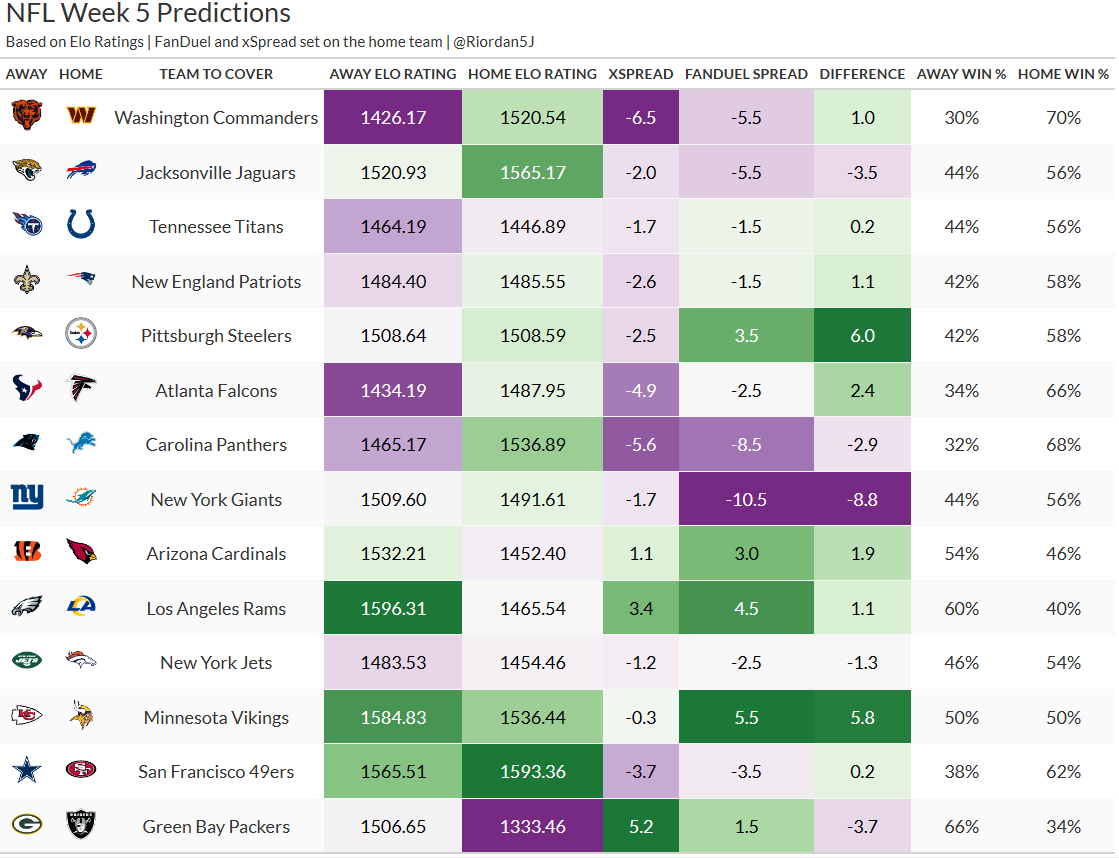 NFL Week 5 Predictions
Based on Elo Ratings | FanDuel and xSpread set on the home team | @Riordan5J
AWAY HOME TEAM TO COVER AWAY ELO RATING HOME ELO RATING XSPREAD FANDUEL SPREAD DIFFERENCE AWAY WIN % HOME WIN %
Washington Commanders 1426.17 1520.54 -6.5 -5.5 1.0 30% 70%
Jacksonville Jaguars 1520.93 1565.17 -2.0 -5.5 -3.5 44% 56%
Tennessee Titans 1464.19 1446.89 -1.7 -1.5 0.2 44% 56%
New England Patriots 1484.40 1485.55 -2.6 -1.5 1.1 42% 58%
Pittsburgh Steelers 1508.64 1508.59 -2.5 3.5 6.0 42% 58%
Atlanta Falcons 1434.19 1487.95 -4.9 -2.5 2.4 34% 66%
Carolina Panthers 1465.17 1536.89 -5.6 -8.5 -2.9 32% 68%
ny New York Giants 1509.60 1491.61 -1.7 -10.5 -8.8 44% 56%
Arizona Cardinals 1532.21 1452.40 1.1 3.0 1.9 54% 46%
Los Angeles Rams 1596.31 1465.54 3.4 4.5 1.1 60% 40%
JETS New York Jets 1483.53 1454.46 -1.2 -2.5 -1.3 46% 54%
KC Minnesota Vikings 1584.83 1536.44 -0.3 5.5 5.8 50% 50%
SF San Francisco 49ers 1565.51 1593.36 -3.7 -3.5 0.2 38% 62%
G RAIDERS Green Bay Packers 1506.65 1333.46 5.2 1.5 -3.7 66% 34%